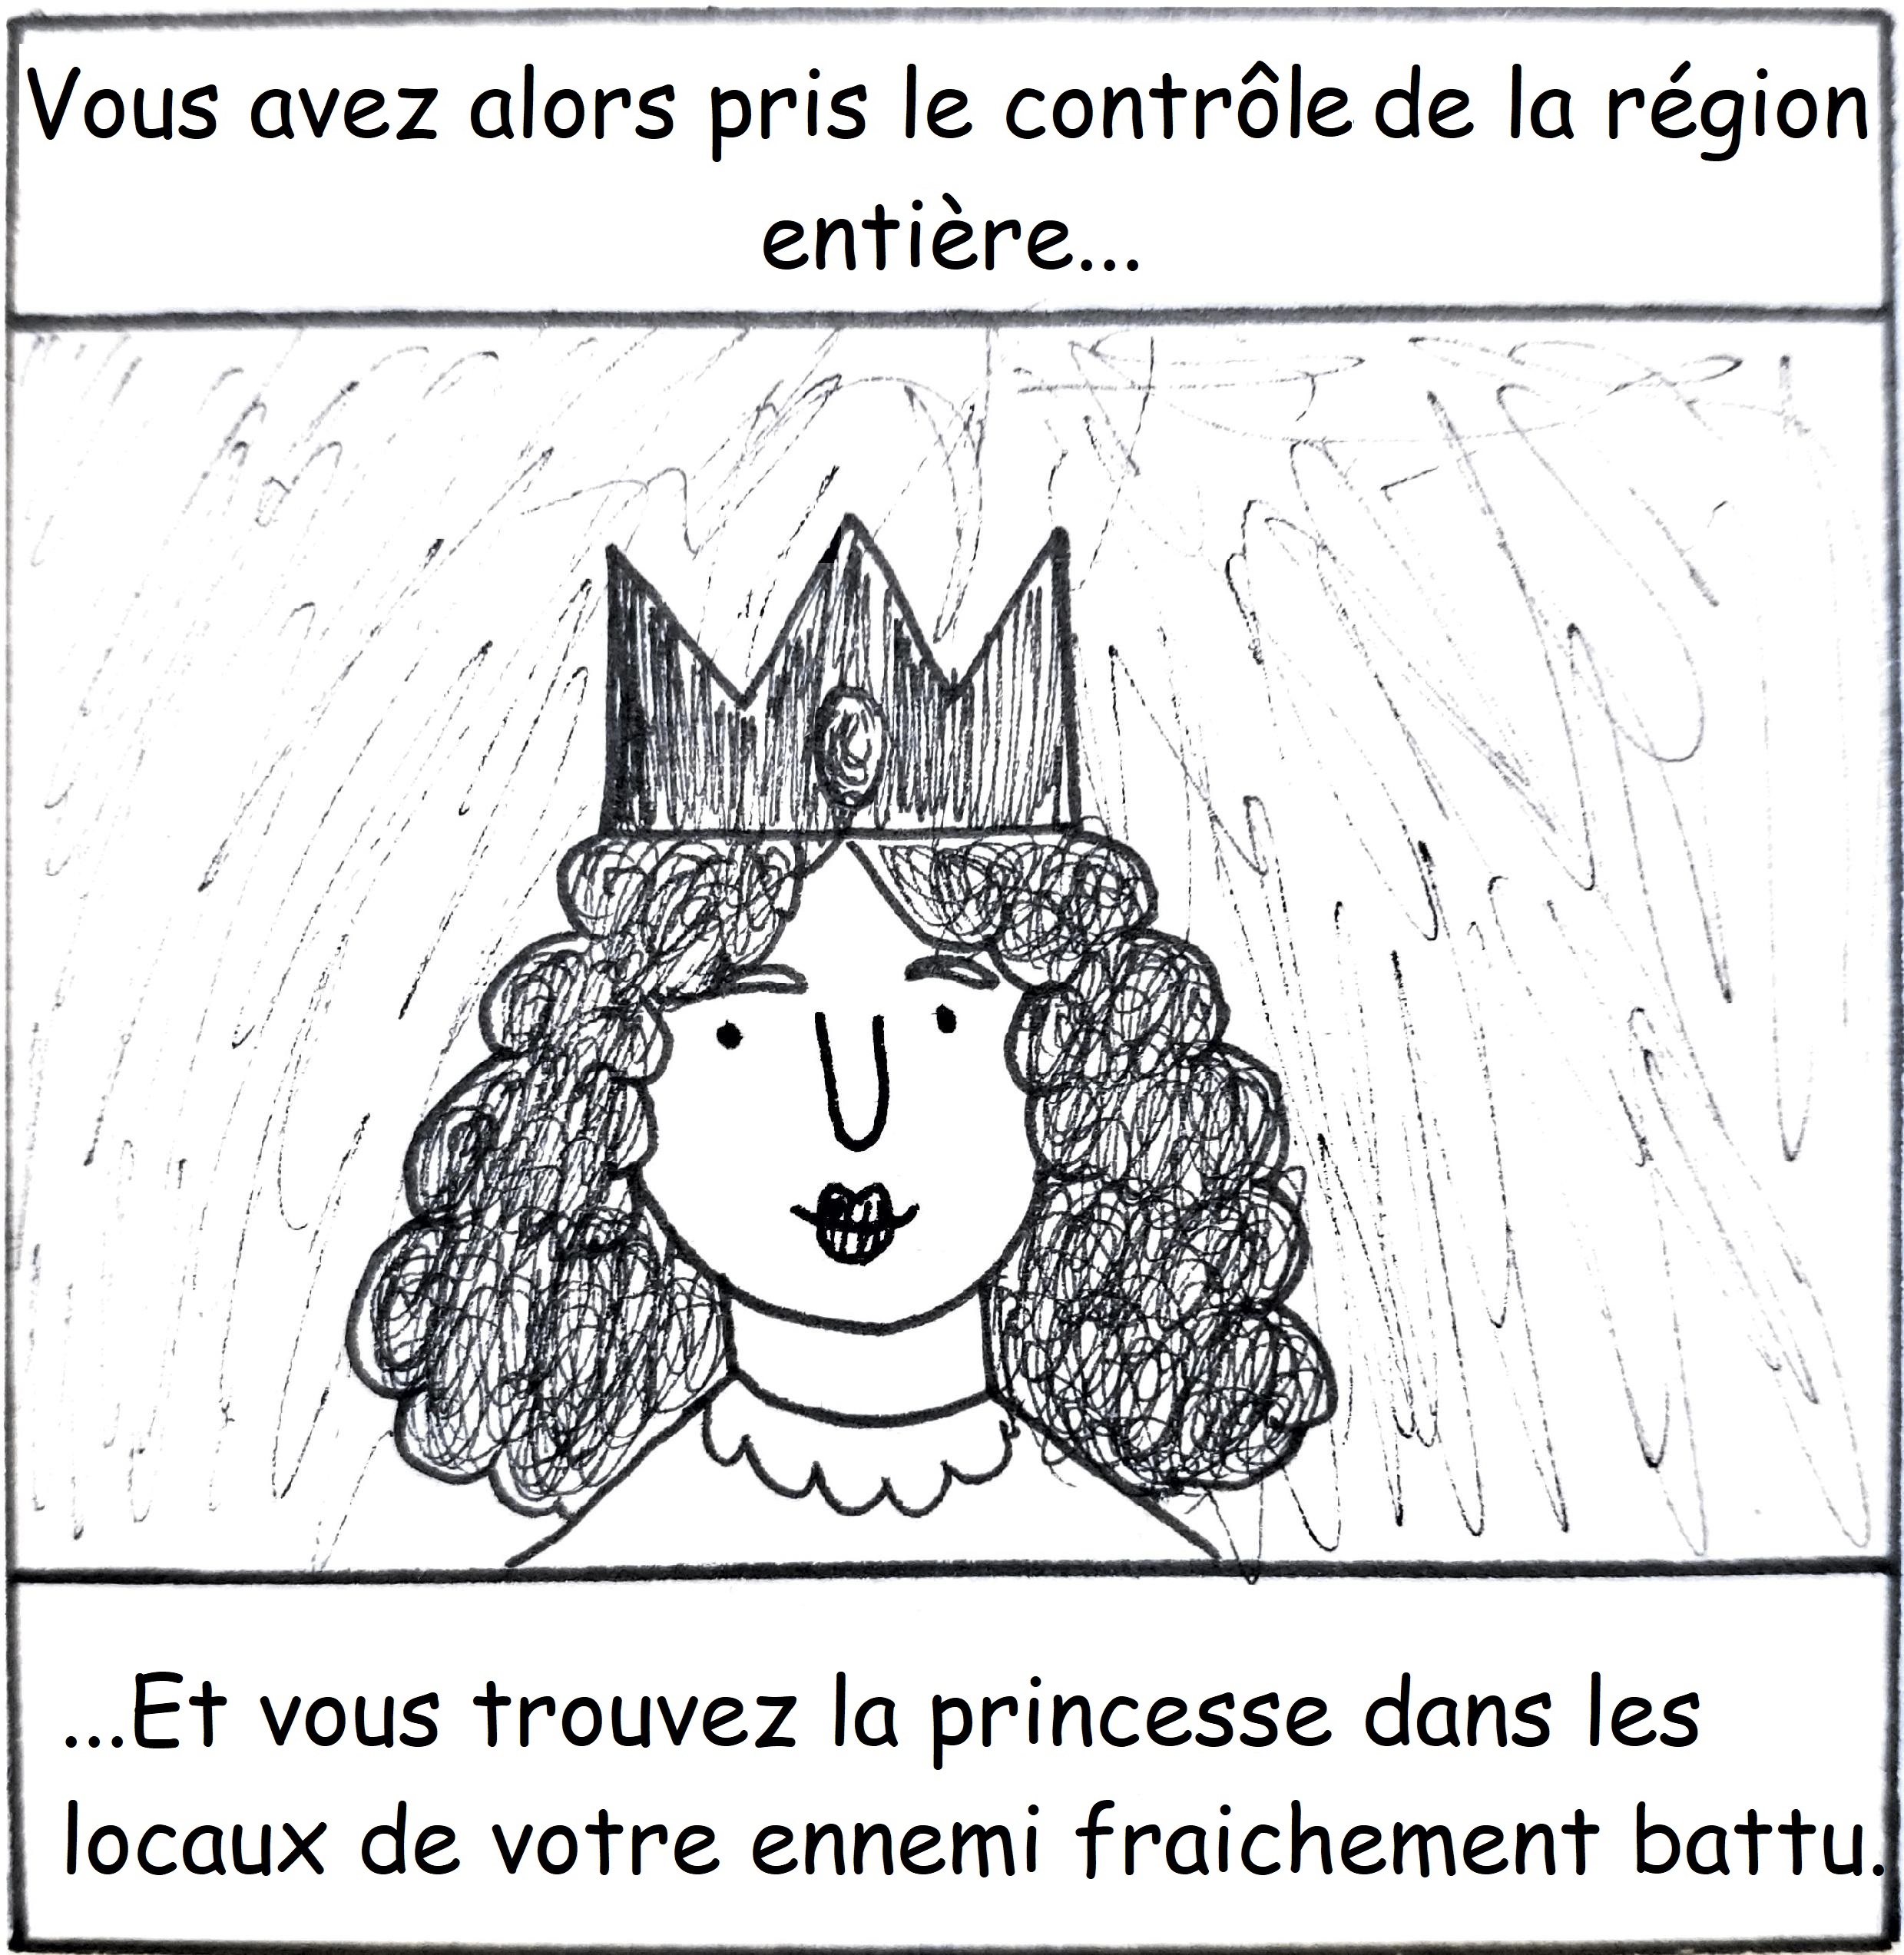 Vous avez alors pris le contrôle de la région
entière...
...Et vous trouvez la princesse dans les
locaux de votre ennemi fraichement battu.